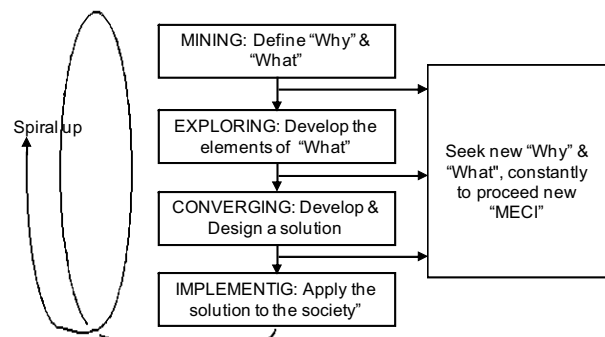 MINING: Define “Why” &
“What”
Spiral up
EXPLORING: Develop the
elements of “What”
CONVERGING: Develop &
Design a solution
IMPLEMENTIG: Apply the
solution to the society”
Seek new “Why” &
“What", constantly
to proceed new
“MECI”